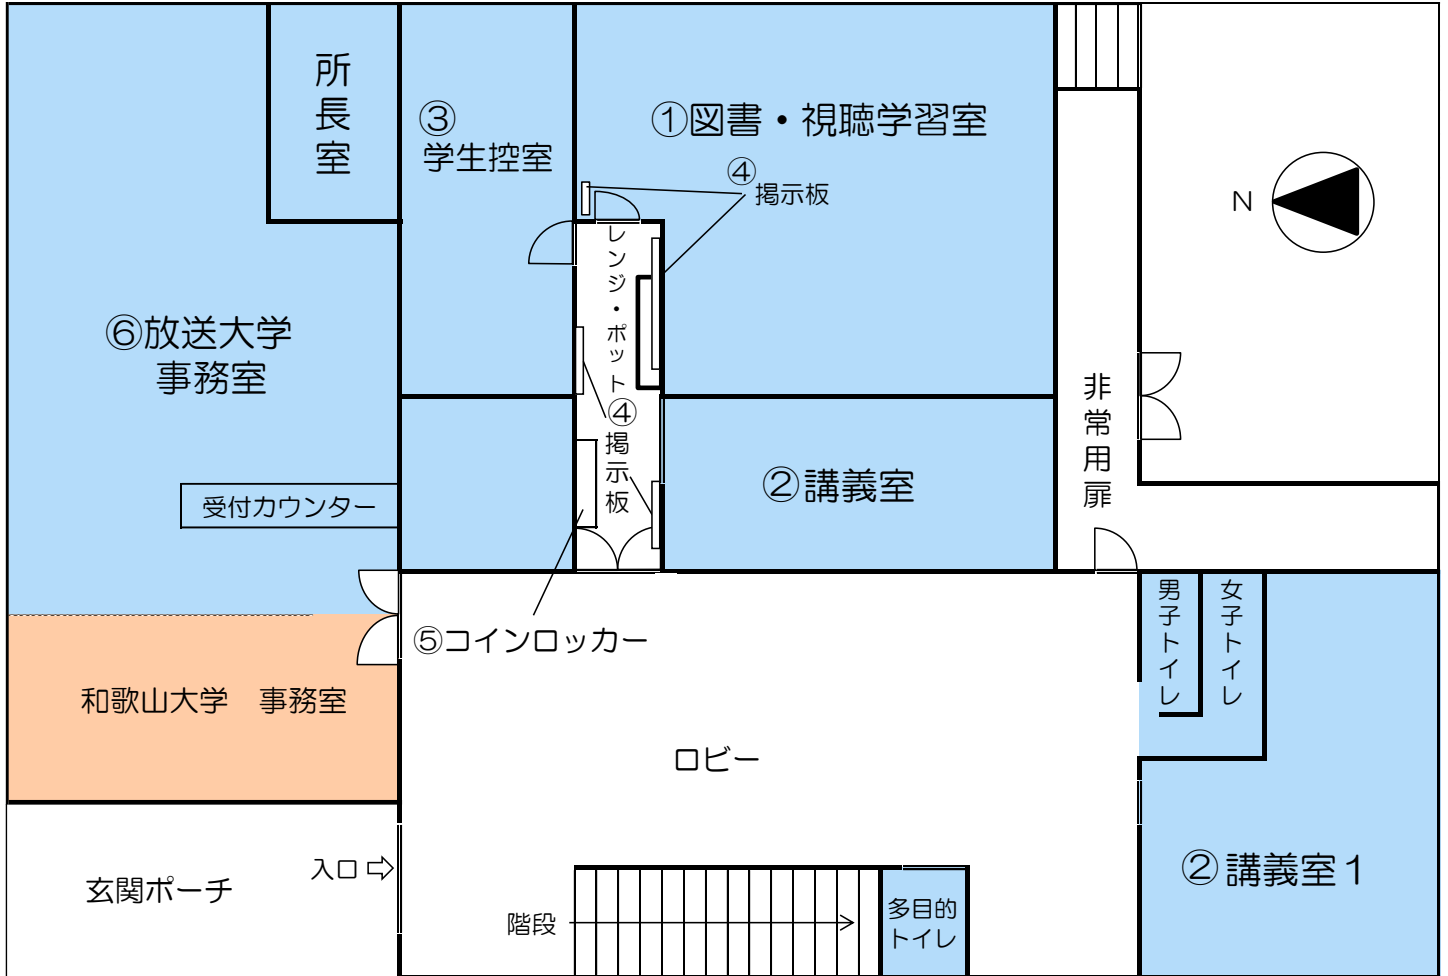 所長室
③
学生控室
①図書・視聴学習室
④
掲示板
N
レンジ・ポット
⑥放送大学
事務室
④
掲示板
②講義室
非常用扉
受付カウンター
⑤コインロッカー
男子トイレ
女子トイレ
和歌山大学　事務室
ロビー
入口⇨
玄関ポーチ
②講義室1
階段
多目的
トイレ